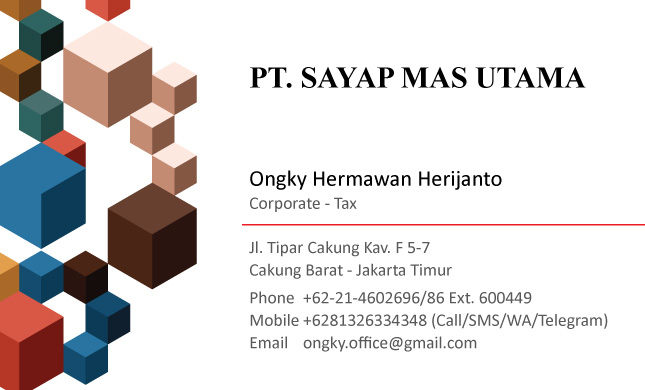 PT. SAYAP MAS UTAMA
Ongky Hermawan Herijanto
Corporate - Tax
Jl. Tipar Cakung Kav. F 5-7
Cakung Barat - Jakarta Timur
Phone +62-21-4602696/86 Ext. 600449
Mobile +6281326334348 (Call/SMS/WA/Telegram)
Email ongky.office@gmail.com